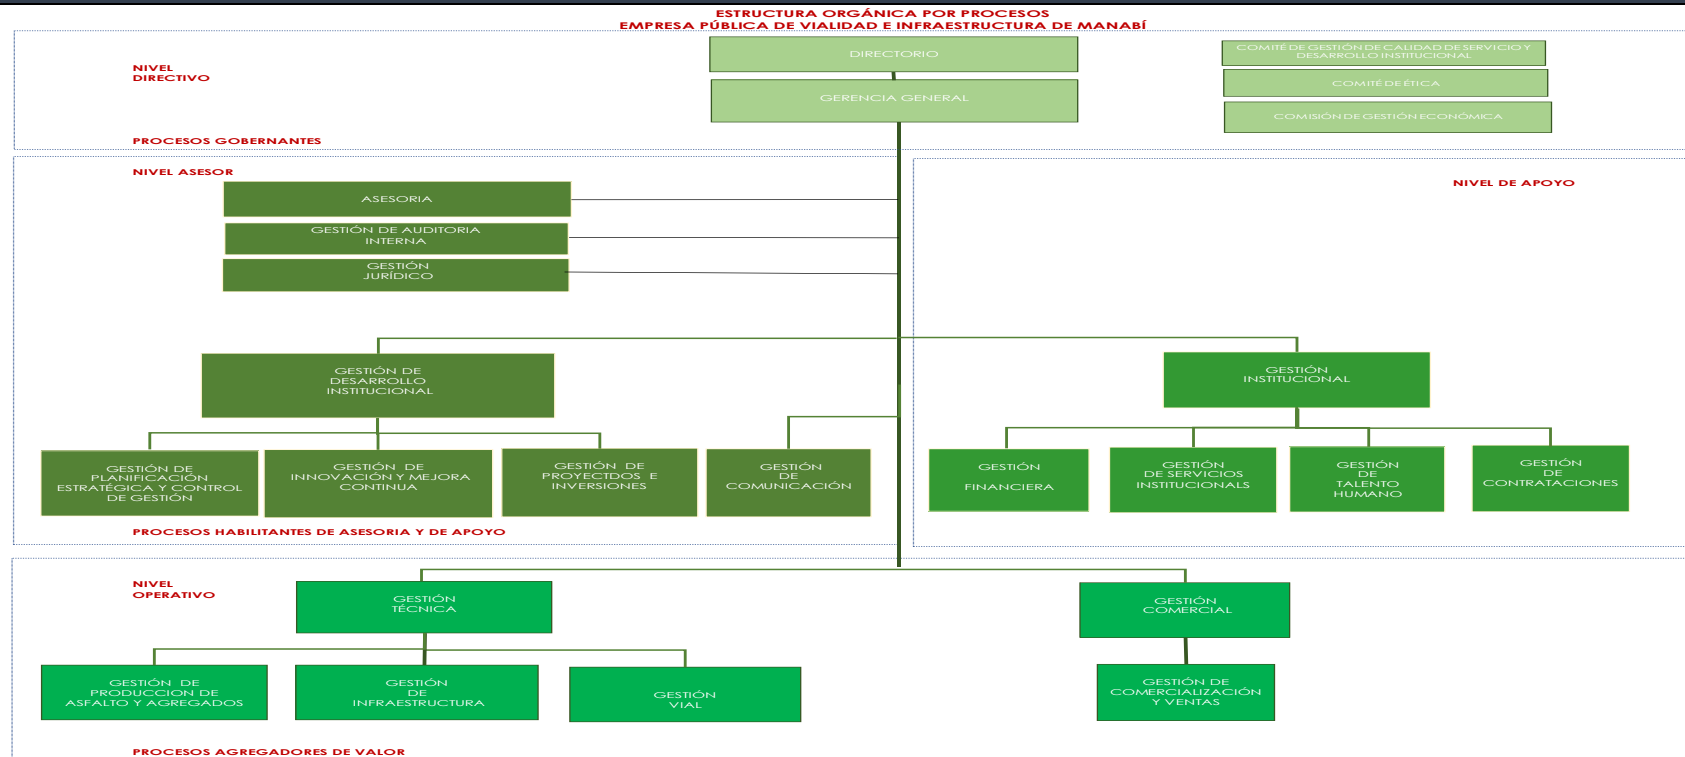 ESTRUCTURA ORGÁNICA POR PROCESOS
EMPRESA PÚBLICA DE VIALIDAD E INFRAESTRUCTURA DE MANABÍ
NIVEL
DIRECTIVO
DIRECTORIO
GERENCIA GENERAL
COMITÉ DE GESTIÓN DE CALIDAD DE SERVICIO Y
DESARROLLO INSTITUCIONAL
COMITÉ DE ÉTICA
COMISIÓN DE GESTIÓN ECONÓMICA
PROCESOS GOBERNANTES
NIVEL ASESOR
NIVEL DE APOYO
ASESORIA
GESTIÓN DE AUDITORIA
INTERNA
GESTIÓN
JURÍDICO
GESTIÓN DE
DESARROLLO
INSTITUCIONAL
GESTIÓN
INSTITUCIONAL
GESTIÓN DE
PLANIFICACIÓN
ESTRATÉGICA Y CONTROL
DE GESTIÓN
GESTIÓN DE
INNOVACIÓN Y MEJORA
CONTINUA
GESTIÓN DE
PROYECTDOS E
INVERSIONES
GESTIÓN
DE
COMUNICACIÓN
GESTIÓN
FINANCIERA
GESTIÓN
DE SERVICIOS
INSTITUCIONALS
GESTIÓN
DE
TALENTO
HUMANO
GESTIÓN
DE
CONTRATACIONES
PROCESOS HABILITANTES DE ASESORIA Y DE APOYO
NIVEL
OPERATIVO
GESTIÓN
TÉCNICA
GESTIÓN
COMERCIAL
GESTIÓN DE
PRODUCCION DE
ASFALTO Y AGREGADOS
GESTIÓN
DE
INFRAESTRUCTURA
GESTIÓN
VIAL
GESTIÓN DE
COMERCIALIZACIÓN
Y VENTAS
PROCESOS AGREGADORES DE VALOR